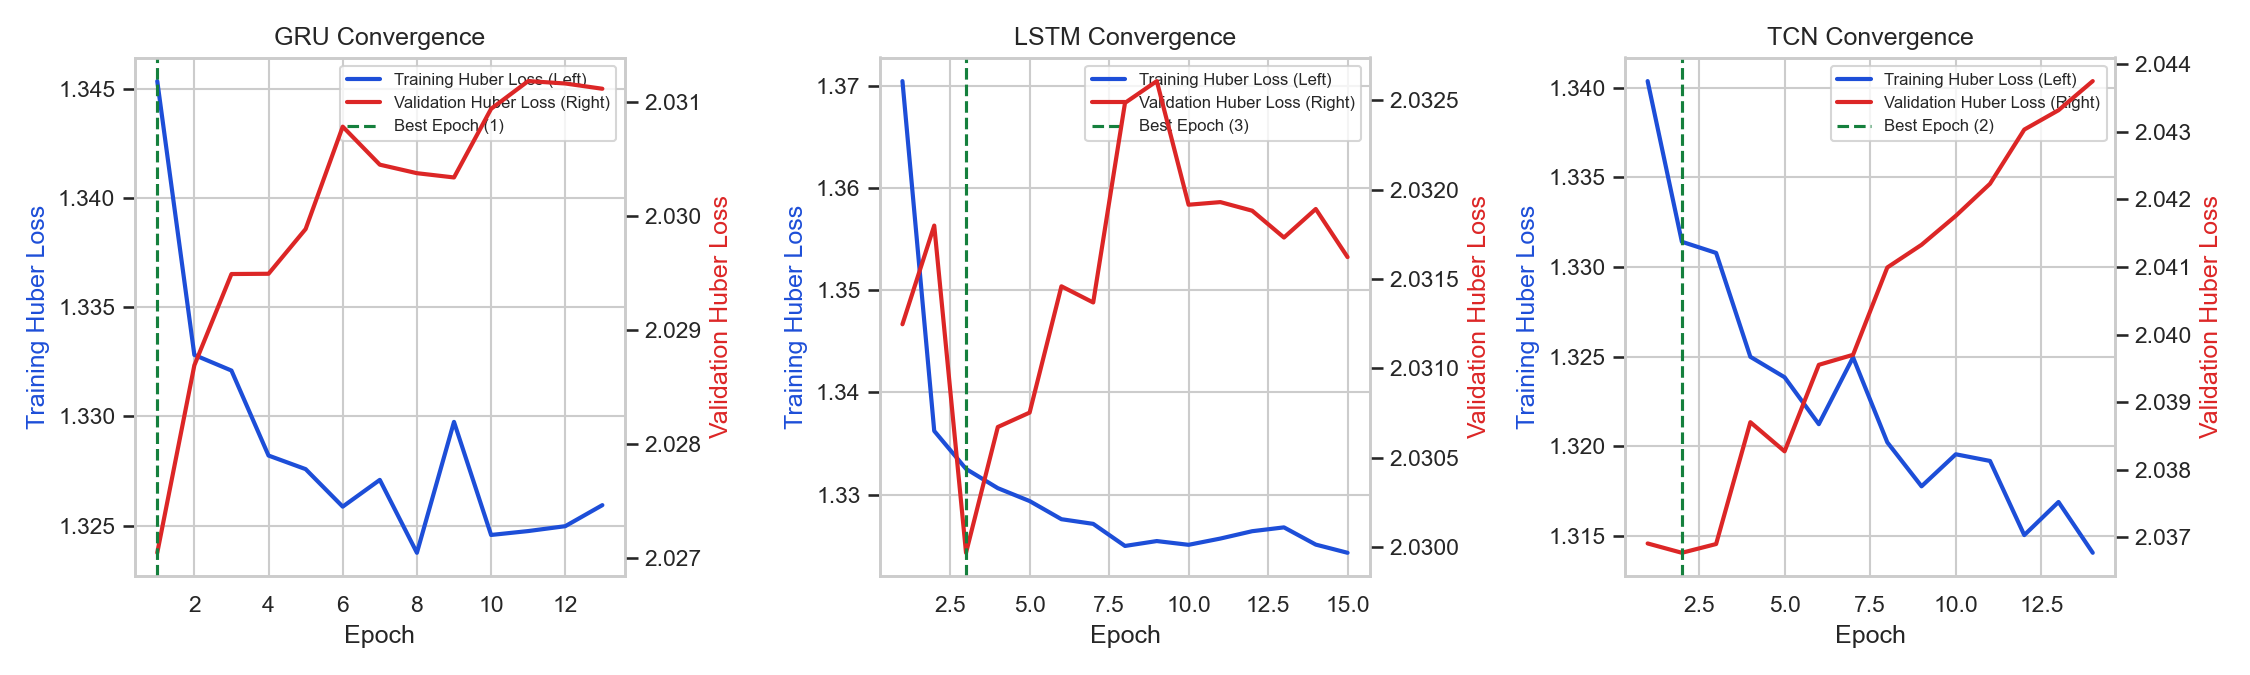 GRU Convergence
Training Huber Loss (Left)
Validation Huber Loss (Right)
Best Epoch (1)
1.345
1.340
1.335
1.330
1.325
Training Huber Loss
2.031
2.030
2.029
2.028
2.027
Validation Huber Loss
2 4 6 8 10 12
Epoch
LSTM Convergence
Training Huber Loss (Left)
Validation Huber Loss (Right)
Best Epoch (3)
1.37
1.36
1.35
1.34
1.33
Training Huber Loss
2.0325
2.0320
2.0315
2.0310
2.0305
2.0300
Validation Huber Loss
2.5 5.0 7.5 10.0 12.5 15.0
Epoch
TCN Convergence
Training Huber Loss (Left)
Validation Huber Loss (Right)
Best Epoch (2)
1.340
1.335
1.330
1.325
1.320
1.315
Training Huber Loss
2.044
2.043
2.042
2.041
2.040
2.039
2.038
2.037
Validation Huber Loss
2.5 5.0 7.5 10.0 12.5
Epoch